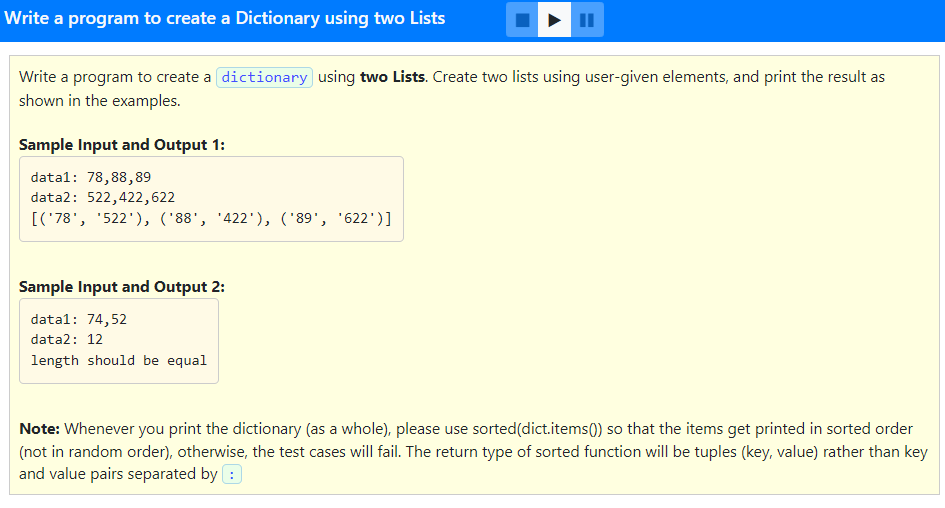 Write a program to create a Dictionary using two Lists
Write a program to create a dictionary using two Lists. Create two lists using user-given elements, and print the result as
shown in the examples.
Sample Input and Output 1:
data1: 78,88,89
data2: 522,422,622
[('78', '522'), ('88', '422'), ('89', '622')]
Sample Input and Output 2:
data1: 74,52
data2: 12
length should be equal
Note: Whenever you print the dictionary (as a whole), please use sorted(dict.items()) so that the items get printed in sorted order
(not in random order), otherwise, the test cases will fail. The return type of sorted function will be tuples (key, value) rather than key
and value pairs separated by :